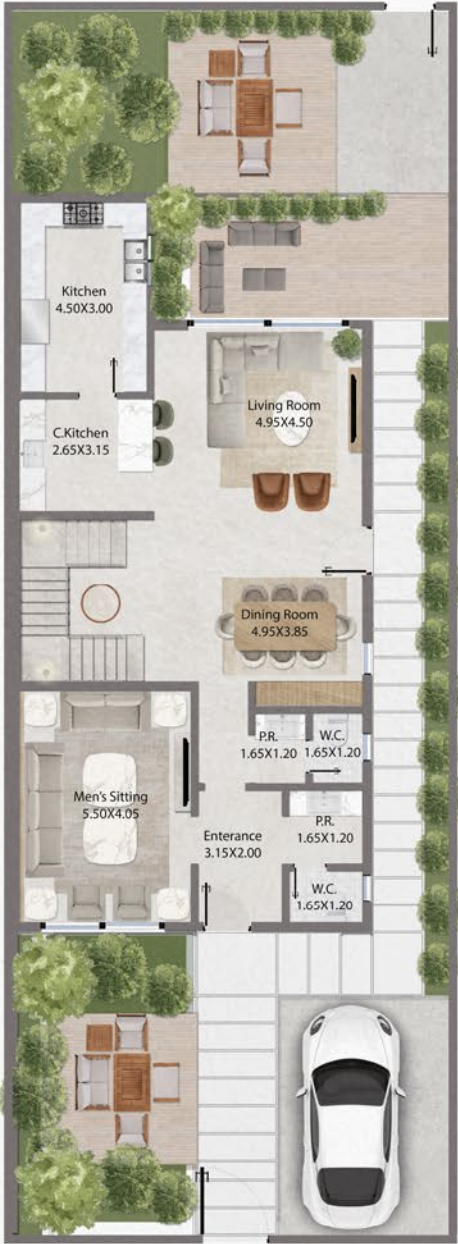 Kitchen
4.50X3.00
Living Room
4.95X4.50
C.Kitchen
2.65X3.15
Dining Room
4.95X3.85
P.R.
1.65X1.20
W.C.
1.65X1.20
Men's Sitting
5.50X4.05
P.R.
1.65X1.20
Enterance
3.15X2.00
W.C.
1.65X1.20